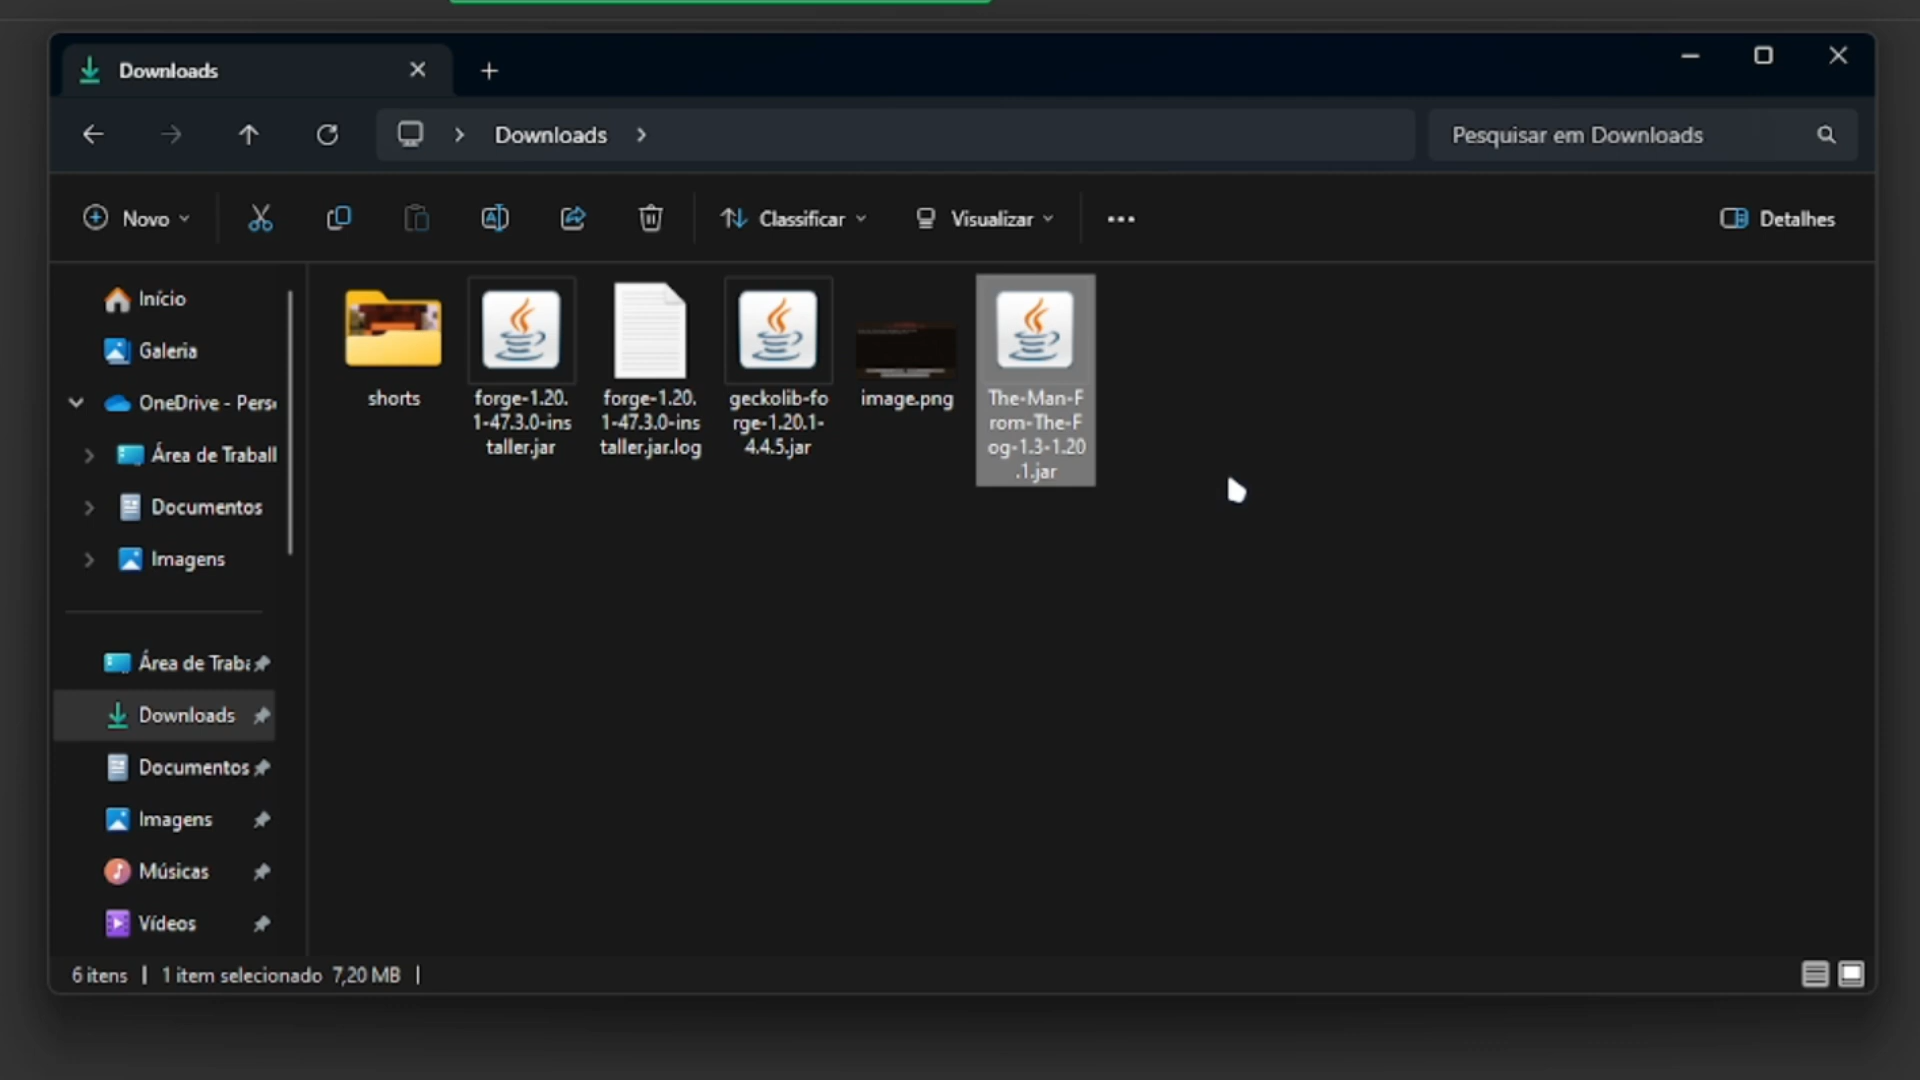 Downloads
Downloads
Pesquisar em Downloads
Novo
Classificar
Visualizar
Detalhes
Início
Galeria
OneDrive - Pers
Área de Traball
Documentos
Imagens
Área de Traba
Downloads
Documentos
Imagens
Músicas
Vídeos
shorts
forge-1.20.
1-47.3.0-ins
taller.jar
forge-1.20.
1-47.3.0-ins
taller.jar.log
geckolib-fo
rge-1.20.1-
4.4.5.jar
image.png
The-Man-F
rom-The-F
og-1.3-1.20
.1.jar
6 itens | 1 item selecionado 7,20 MB |